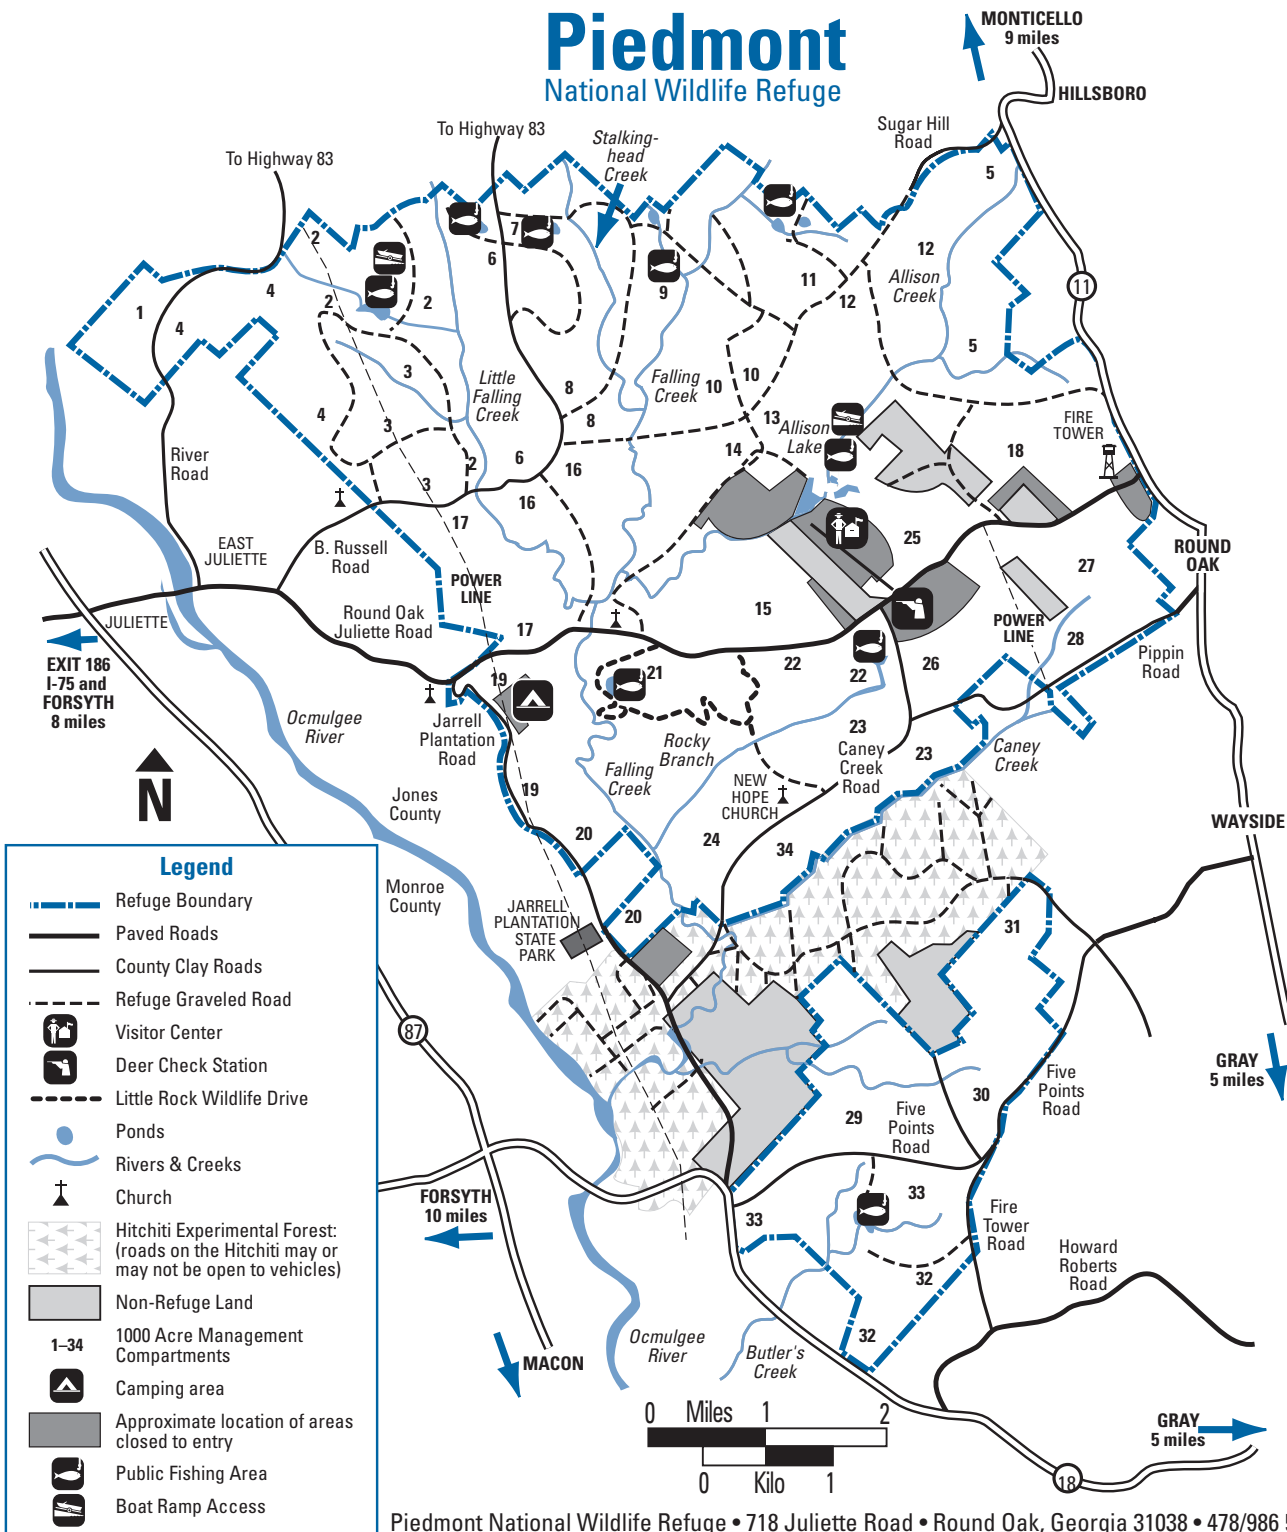 Piedmont
National Wildlife Refuge
MONTICELLO
9 miles
HILLSBORO
Sugar Hill
Road
To Highway 83
To Highway 83
Stalking-
head
Creek
5
2
7
6
12
Allison
Creek
11
12
11
1
4
4
2
2
9
3
5
Little
Falling
Creek
8
8
Falling
Creek
10
10
4
3
13
Allison
Lake
FIRE
TOWER
18
River
Road
14
2
6
16
3
16
17
25
EAST
JULIETTE
B. Russell
Road
POWER
LINE
ROUND
OAK
27
15
JULIETTE
Round Oak
Juliette Road
17
POWER
LINE
28
Pippin
Road
EXIT 186
I-75 and
FORSYTH
8 miles
19
21
22
22
26
Ocmulgee
River
Jarrell
Plantation
Road
Rocky
Branch
23
Caney
Creek
Road
23
Caney
Creek
N
Falling
Creek
NEW
HOPE
CHURCH
Jones
County
19
20
24
34
WAYSIDE
Monroe
County
JARRELL
PLANTATION
STATE
PARK
20
31
87
GRAY
5 miles
Five
Points
Road
30
29
Five
Points
Road
33
33
FORSYTH
10 miles
Fire
Tower
Road
Howard
Roberts
Road
32
32
Ocmulgee
River
Butler's
Creek
MACON
0 Miles 1 2
0 Kilo 1
GRAY
5 miles
18
Legend
Refuge Boundary
Paved Roads
County Clay Roads
Refuge Graveled Road
Visitor Center
Deer Check Station
Little Rock Wildlife Drive
Ponds
Rivers & Creeks
Church
Hitchiti Experimental Forest:
(roads on the Hitchiti may or
may not be open to vehicles)
Non-Refuge Land
1–34 1000 Acre Management
Compartments
Camping area
Approximate location of areas
closed to entry
Public Fishing Area
Boat Ramp Access
Piedmont National Wildlife Refuge • 718 Juliette Road • Round Oak, Georgia 31038 • 478/986